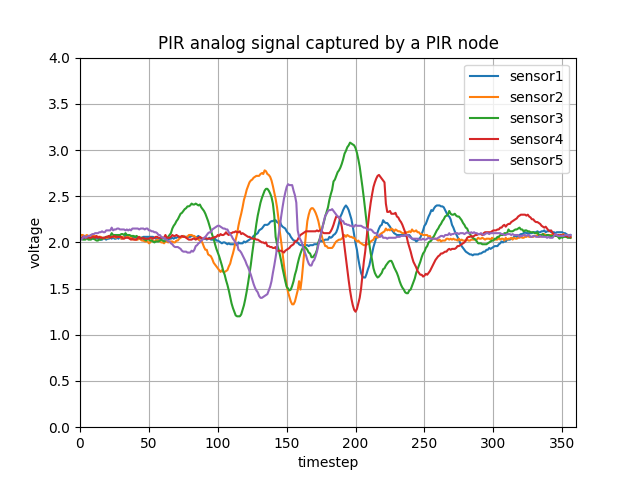 PIR analog signal captured by a PIR node
4.0
3.5
3.0
2.5
2.0
1.5
1.0
0.5
0.0
voltage
sensor1
sensor2
sensor3
sensor4
sensor5
0 50 100 150 200 250 300 350
timestep